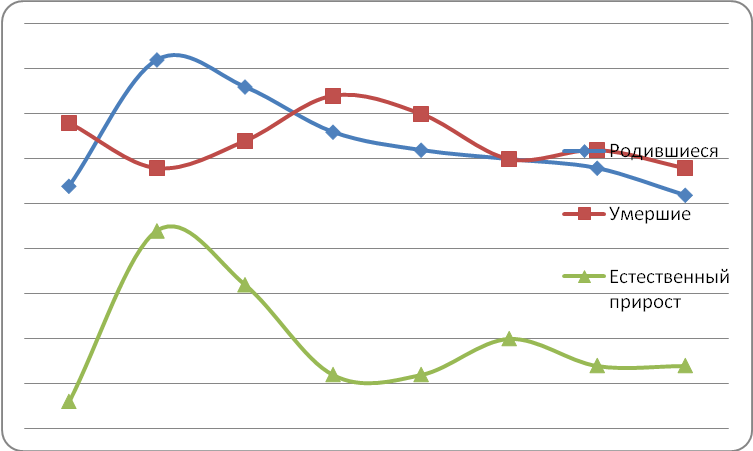 Родившиеся
Умершие
Естественный
прирост